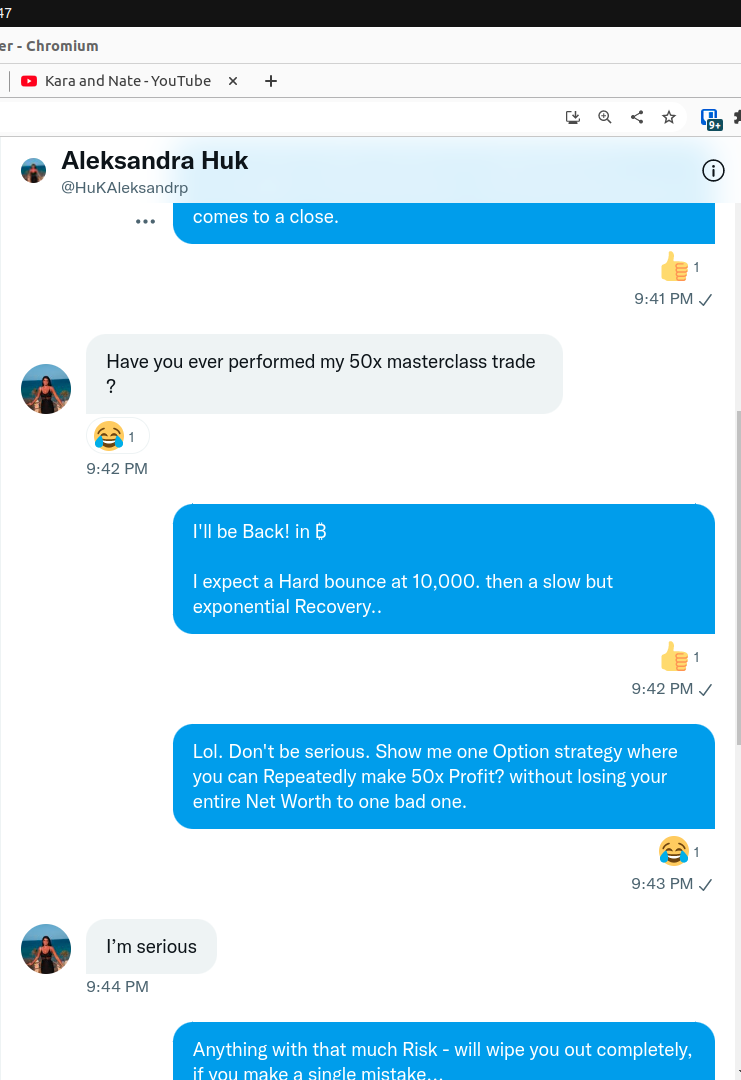 47
er - Chromium
Kara and Nate - YouTube
9+
Aleksandra Huk
@HuKAleksandrp
comes to a close.
👍 1
9:41 PM ✓
Have you ever performed my 50x masterclass trade
?
😂 1
9:42 PM
I'll be Back! in ₿
I expect a Hard bounce at 10,000. then a slow but
exponential Recovery..
👍 1
9:42 PM ✓
Lol. Don't be serious. Show me one Option strategy where
you can Repeatedly make 50x Profit? without losing your
entire Net Worth to one bad one.
😂 1
9:43 PM ✓
I’m serious
9:44 PM
Anything with that much Risk - will wipe you out completely,
if you make a single mistake...